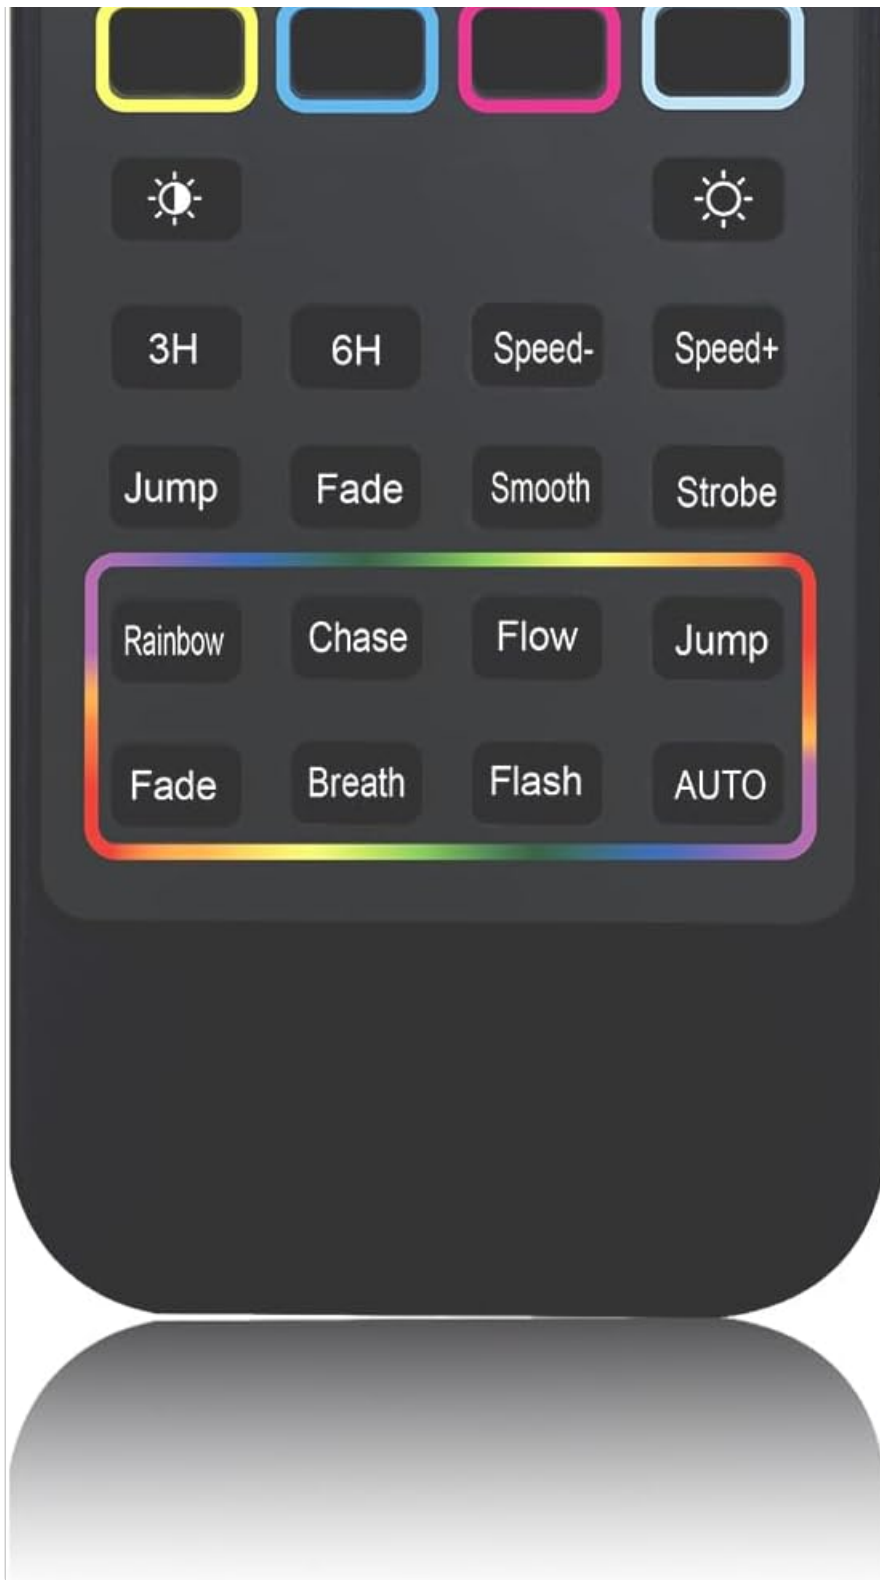 3H 6H Speed- Speed+
Jump Fade Smooth Strobe
Rainbow Chase Flow Jump
Fade Breath Flash AUTO